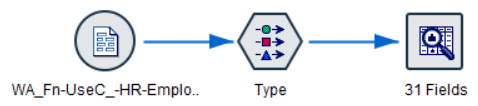 WA_Fn-UseC_-HR-Emplo..
Type
31 Fields